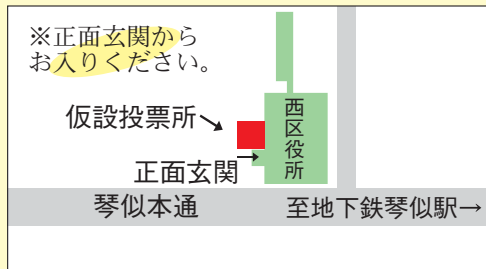 ※正面玄関から
お入りください。
仮設投票所↘
正面玄関→
西区役所
琴似本通
至地下鉄琴似駅→